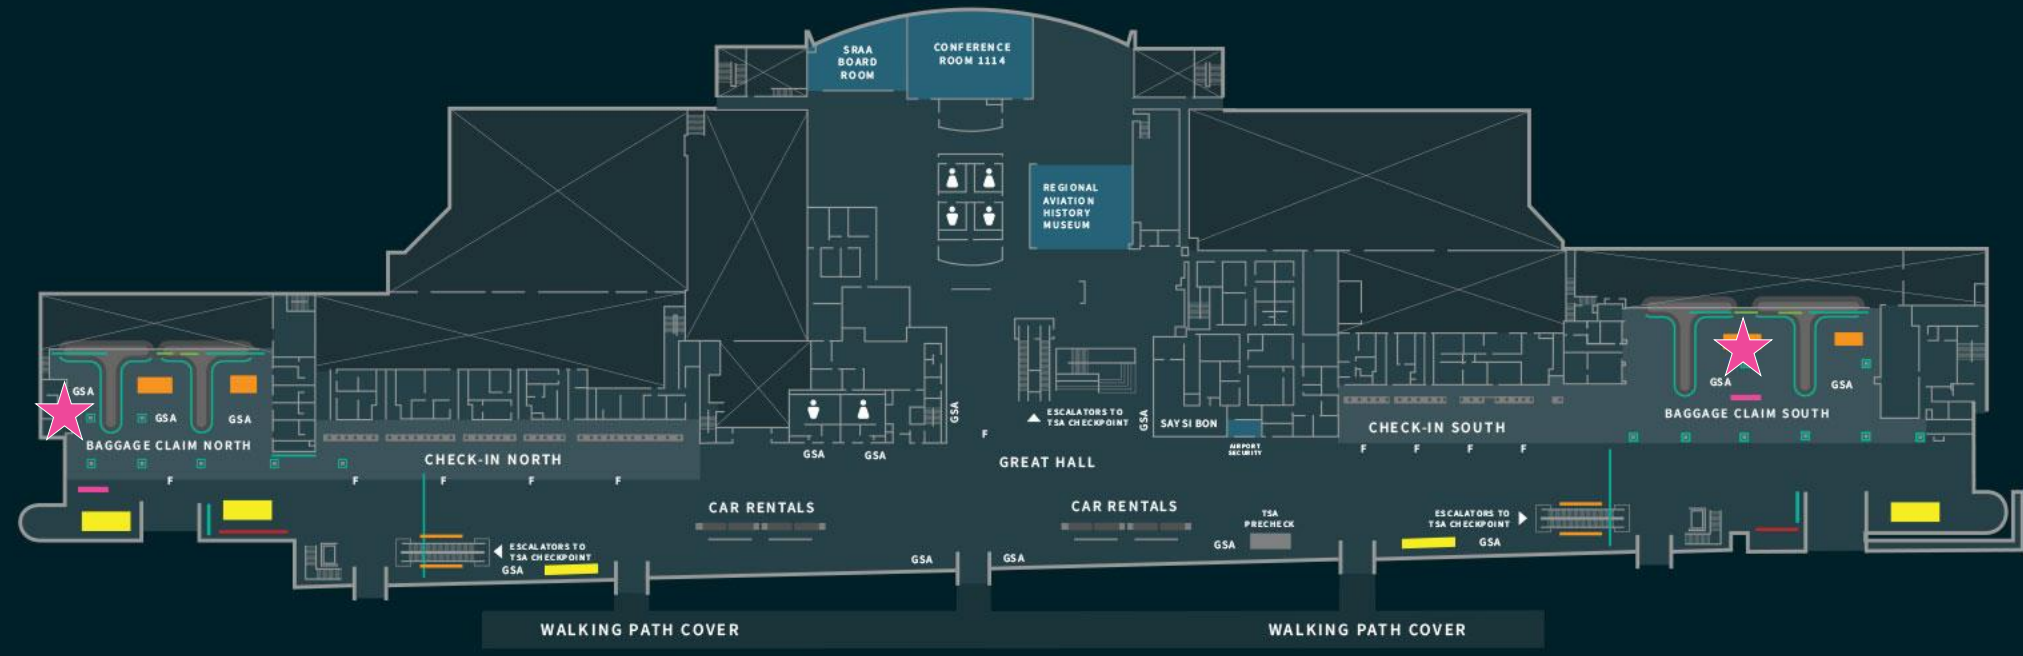 SRAA
BOARD
ROOM
CONFERENCE
ROOM 1114
REGIONAL
AVIATION
HISTORY
MUSEUM
GSA
GSA
GSA
BAGGAGE CLAIM NORTH
F
CHECK-IN NORTH
F
F
F
F
GSA
GSA
GSA
F
ESCALATORS TO
TSA CHECKPOINT
GSA
SAY SI BON
AIRPORT
SECURITY
GREAT HALL
CHECK-IN SOUTH
F
F
F
F
GSA
GSA
BAGGAGE CLAIM SOUTH
CAR RENTALS
CAR RENTALS
TSA
PRECHECK
GSA
ESCALATORS TO
TSA CHECKPOINT
GSA
ESCALATORS TO
TSA CHECKPOINT
GSA
GSA
GSA
WALKING PATH COVER
WALKING PATH COVER